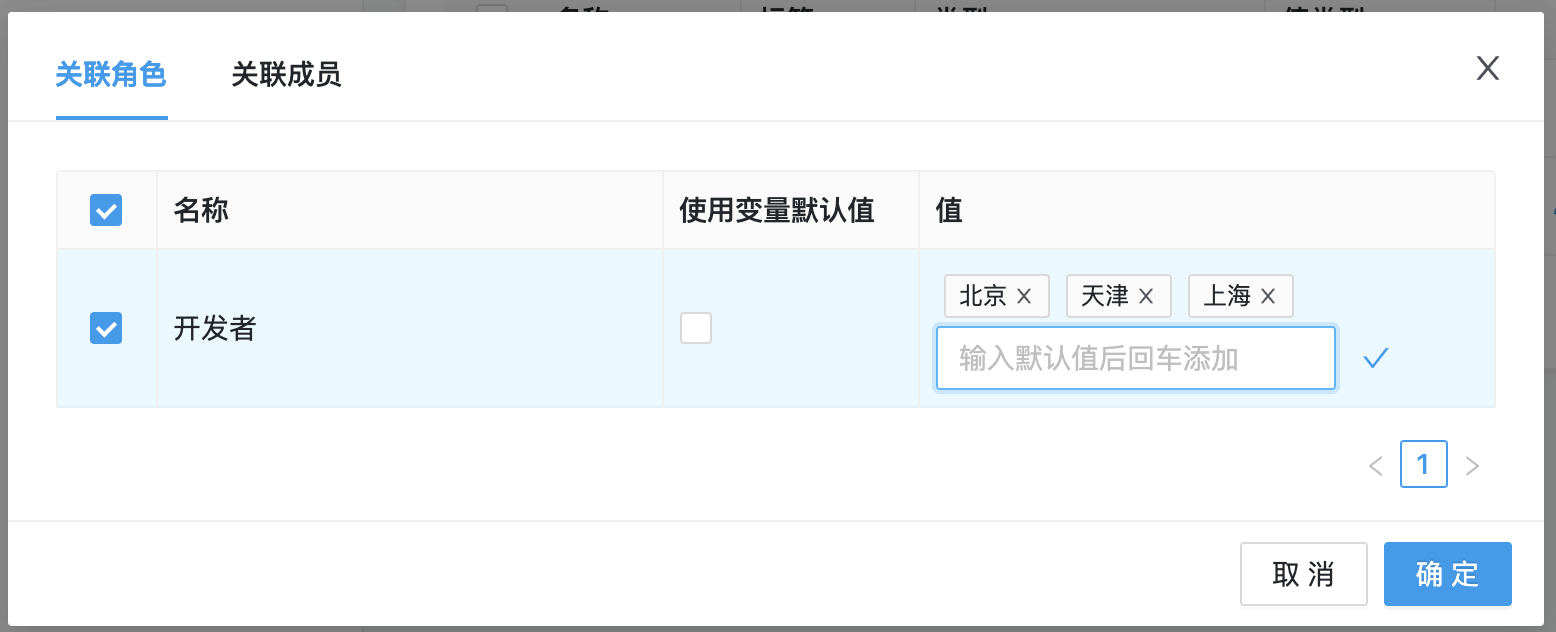 关联角色 关联成员
名称 使用变量默认值 值
北京 天津 上海
开发者
输入默认值后回车添加
1
取消 确定